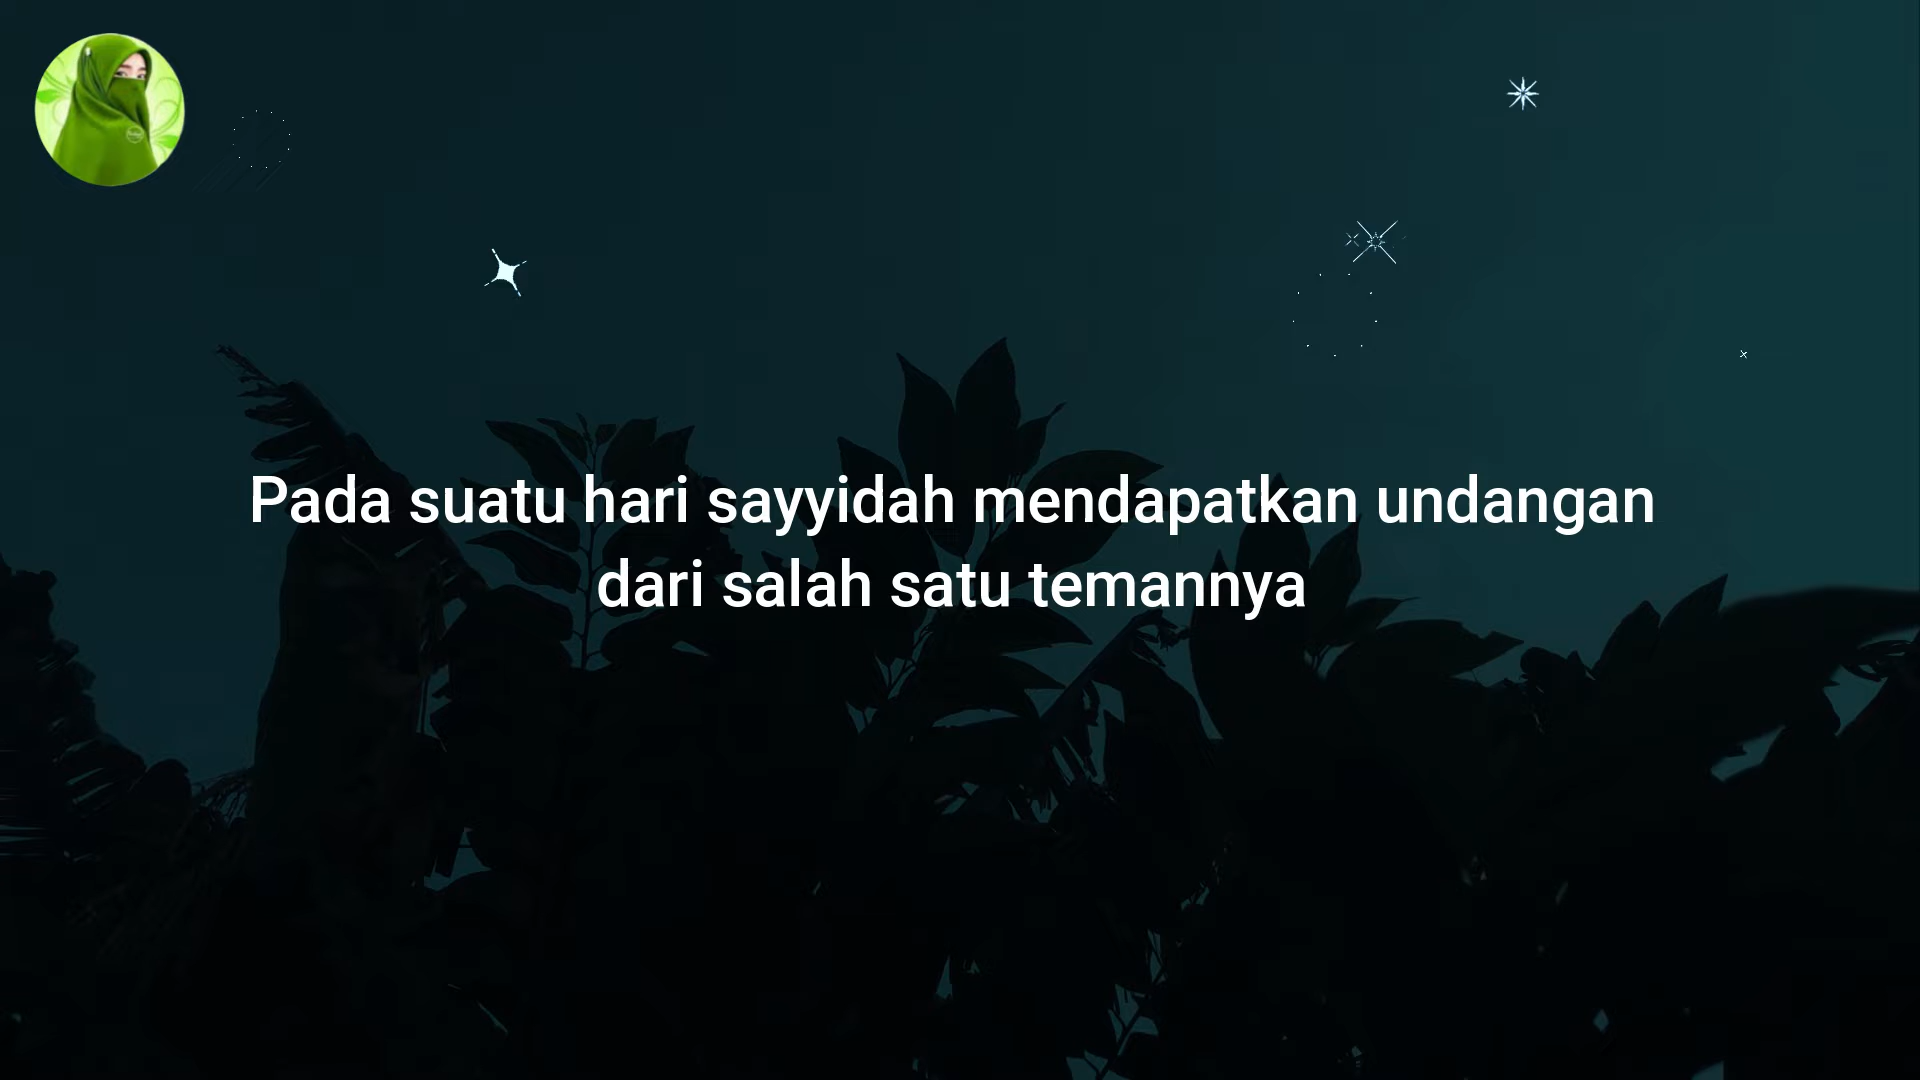 Pada suatu hari sayyidah mendapatkan undangan
dari salah satu temannya